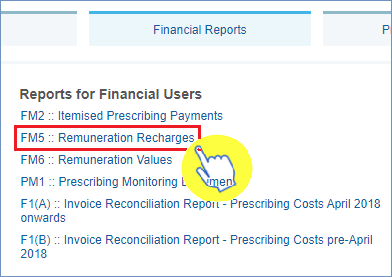 Financial Reports
P
Reports for Financial Users
FM2 :: Itemised Prescribing Payments
FM5 :: Remuneration Recharges
FM6 :: Remuneration Values
PM1 :: Prescribing Monitoring
F1(A) :: Invoice Reconciliation Report - Prescribing Costs April 2018
onwards
F1(B) :: Invoice Reconciliation Report - Prescribing Costs pre-April
2018